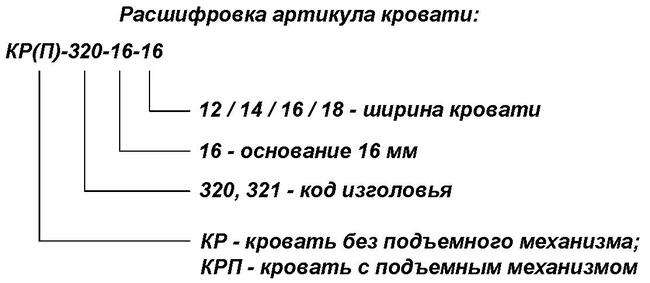 Расшифровка артикула кровати:
КР(П)-320-16-16
12 / 14 / 16 / 18 - ширина кровати
16 - основание 16 мм
320, 321 - код изголовья
КР - кровать без подъемного механизма;
КРП - кровать с подъемным механизмом